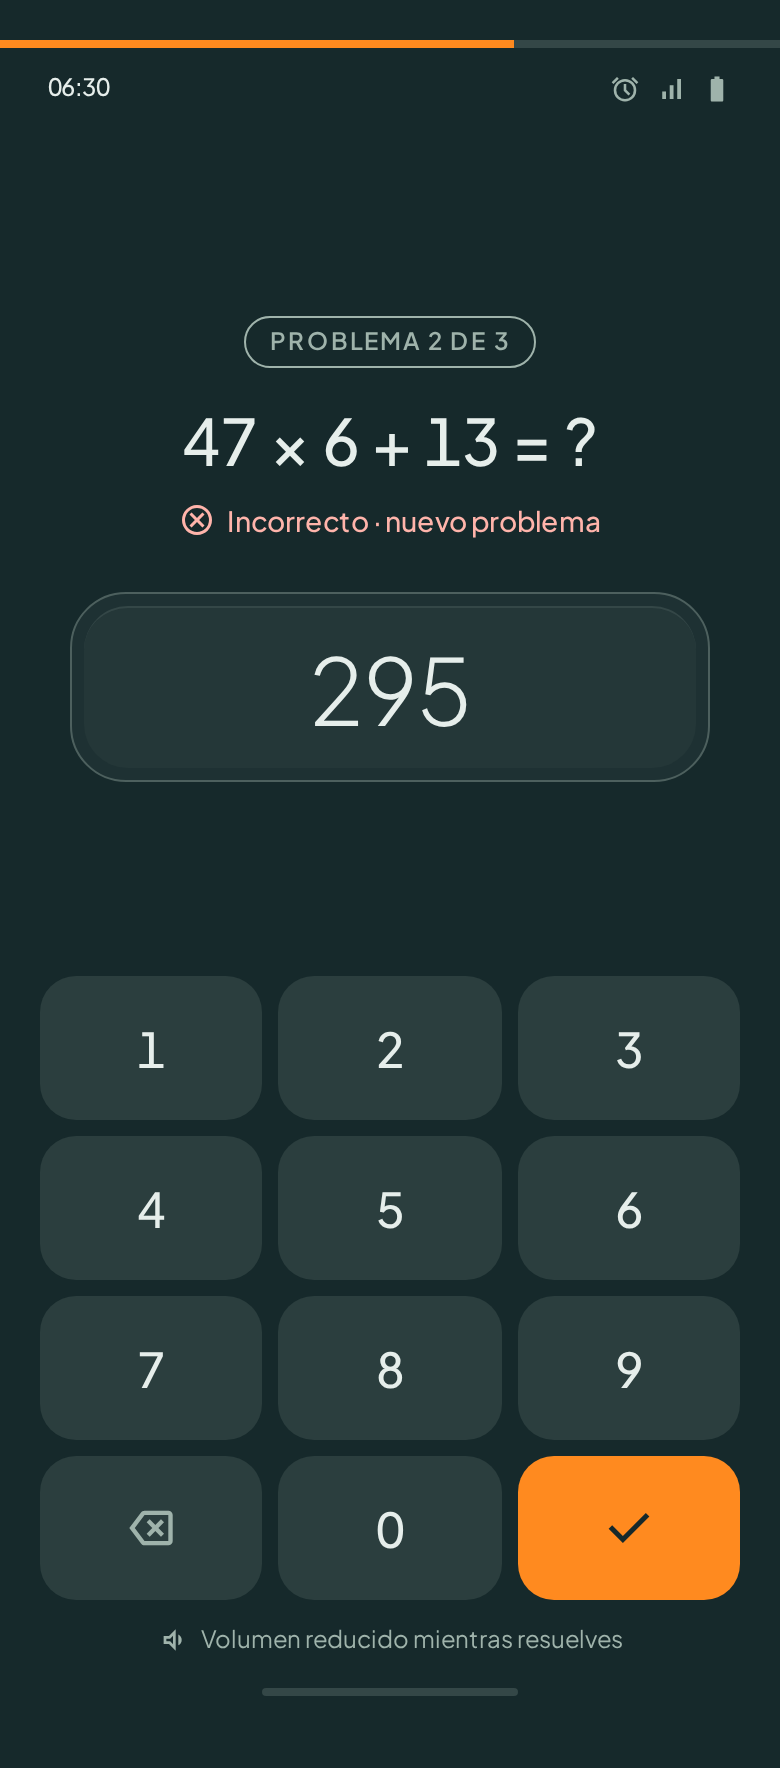 06:30
PROBLEMA 2 DE 3
47 × 6 + 13 = ?
Incorrecto · nuevo problema
295
1 2 3
4 5 6
7 8 9
0
Volumen reducido mientras resuelves